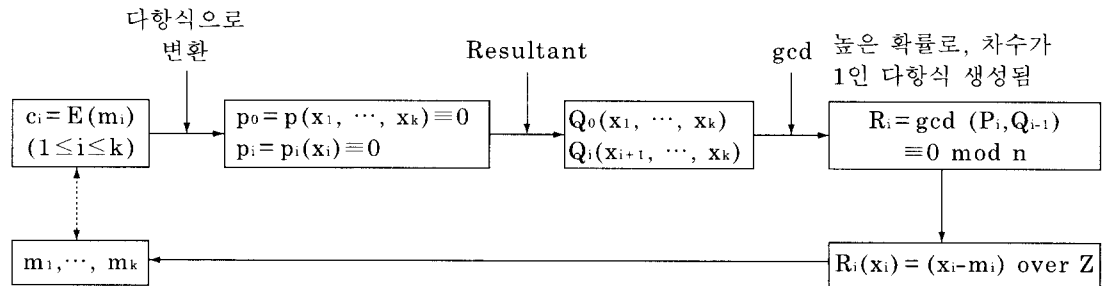 다항식으로
변환
Resultant
gcd
높은 확률로, 차수가
1인 다항식 생성됨
cᵢ=E(mᵢ)
(1≤i≤k)
p₀=p(x₁, ⋯, xₖ)≡0
pᵢ=pᵢ(xᵢ)≡0
Q₀(x₁, ⋯, xₖ)
Qᵢ(xᵢ₊₁, ⋯, xₖ)
Rᵢ=gcd (Pᵢ,Qᵢ₋₁)
≡0 mod n
m₁,⋯, mₖ
Rᵢ(xᵢ)=(xᵢ-mᵢ) over Z